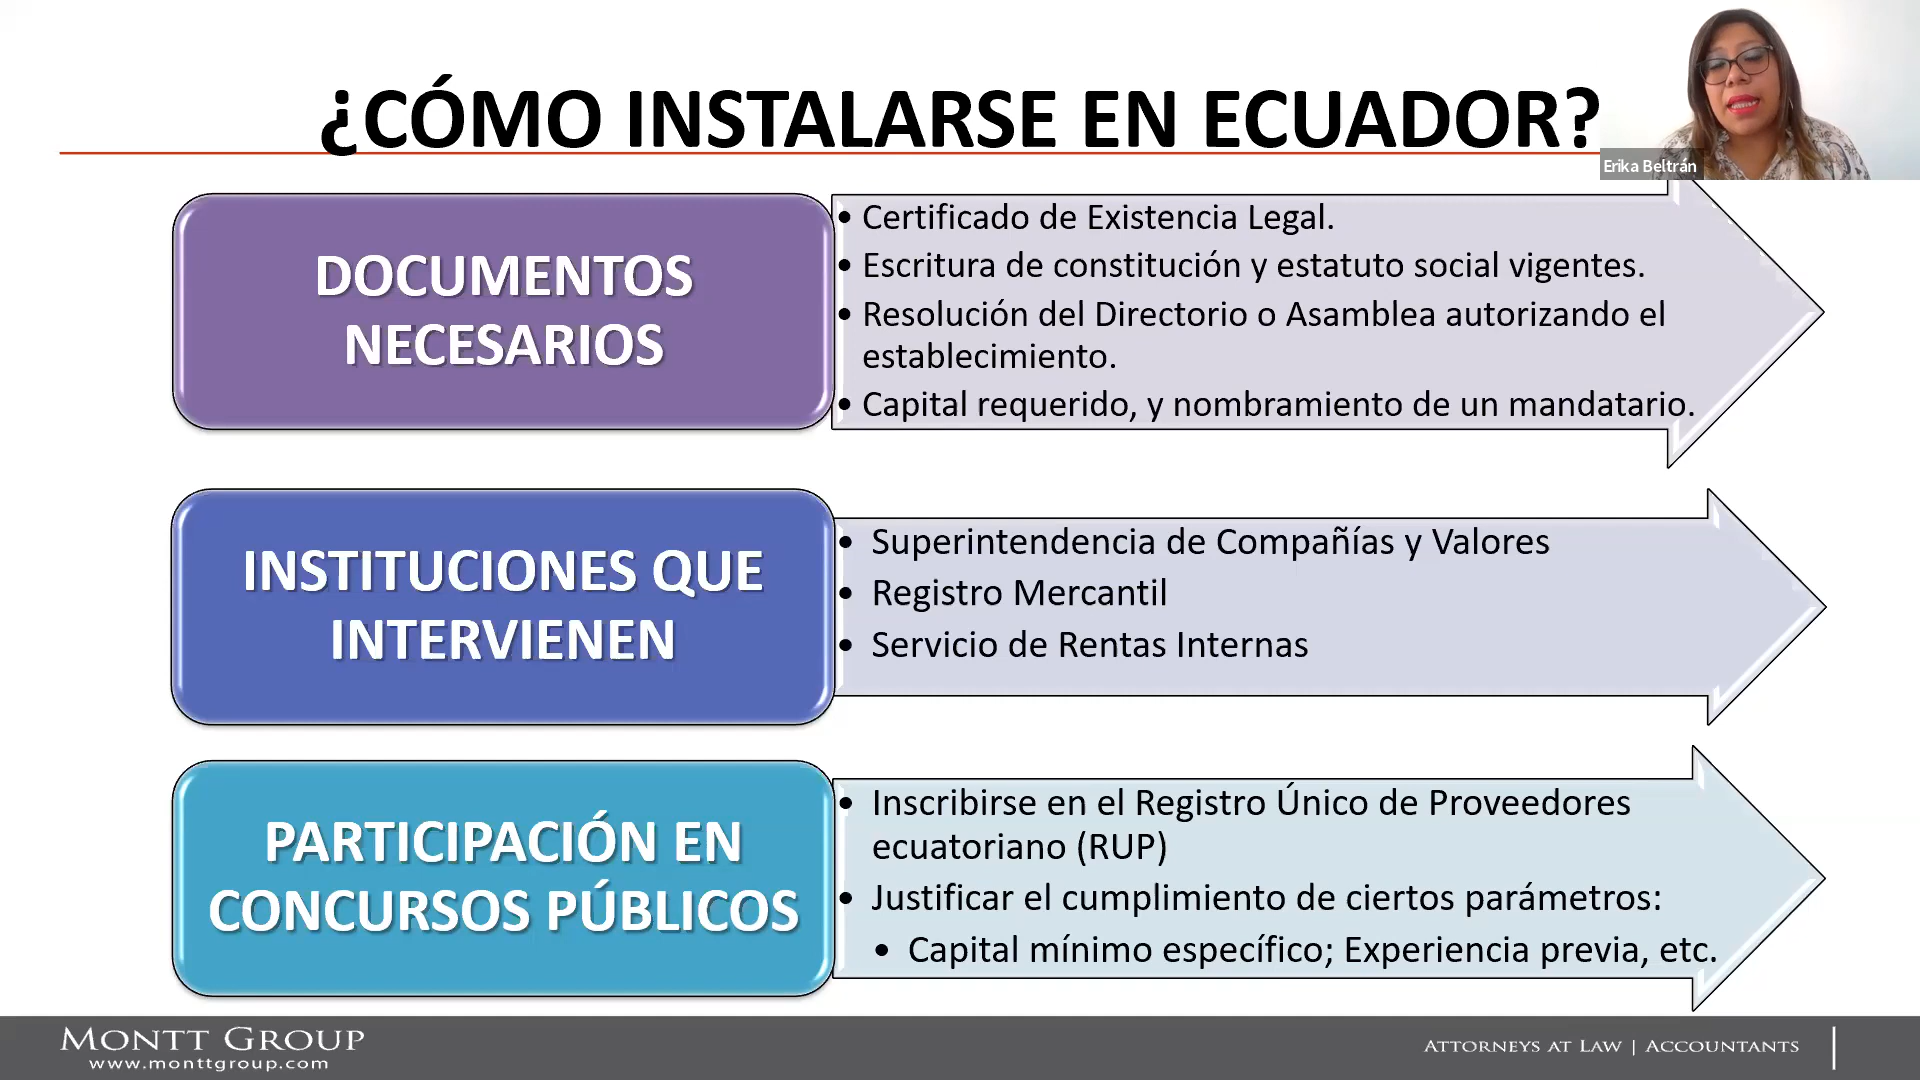 ¿CÓMO INSTALARSE EN ECUADOR?
Erika Beltrán
DOCUMENTOS
NECESARIOS
• Certificado de Existencia Legal.
• Escritura de constitución y estatuto social vigentes.
• Resolución del Directorio o Asamblea autorizando el
establecimiento.
• Capital requerido, y nombramiento de un mandatario.
INSTITUCIONES QUE
INTERVIENEN
• Superintendencia de Compañías y Valores
• Registro Mercantil
• Servicio de Rentas Internas
PARTICIPACIÓN EN
CONCURSOS PÚBLICOS
• Inscribirse en el Registro Único de Proveedores
ecuatoriano (RUP)
• Justificar el cumplimiento de ciertos parámetros:
• Capital mínimo específico; Experiencia previa, etc.
MONTT GROUP
www.monttgroup.com
ATTORNEYS AT LAW | ACCOUNTANTS